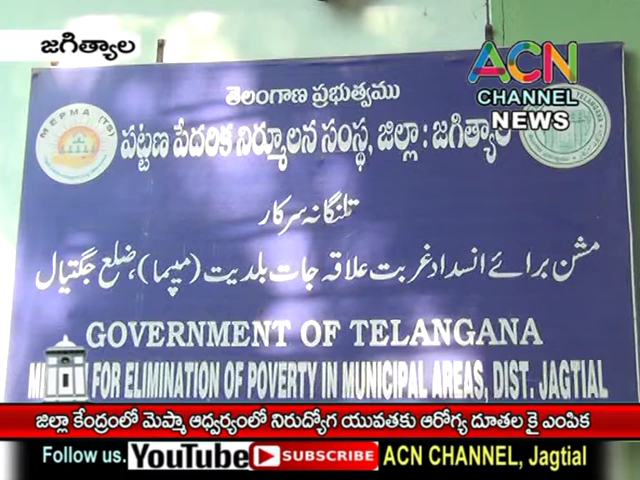 జగిత్యాల
ACN
CHANNEL
NEWS
తెలంగాణ ప్రభుత్వము
MEPMA (TS)
పట్టణ పేదరిక నిర్మూలన సంస్థ, జిల్లా : జగిత్యాల
تلنگانہ سرکار
مشن برائے انسداد غربت علاقہ جات بلدیت (میپما)، ضلع جگتیال
GOVERNMENT OF TELANGANA
FOR ELIMINATION OF POVERTY IN MUNICIPAL AREAS, DIST. JAGTIAL
జిల్లా కేంద్రంలో మెప్మా ఆధ్వర్యంలో నిరుద్యోగ యువతకు ఆరోగ్య దూతల కై ఎంపిక
Follow us. YouTube SUBSCRIBE ACN CHANNEL, Jagtial